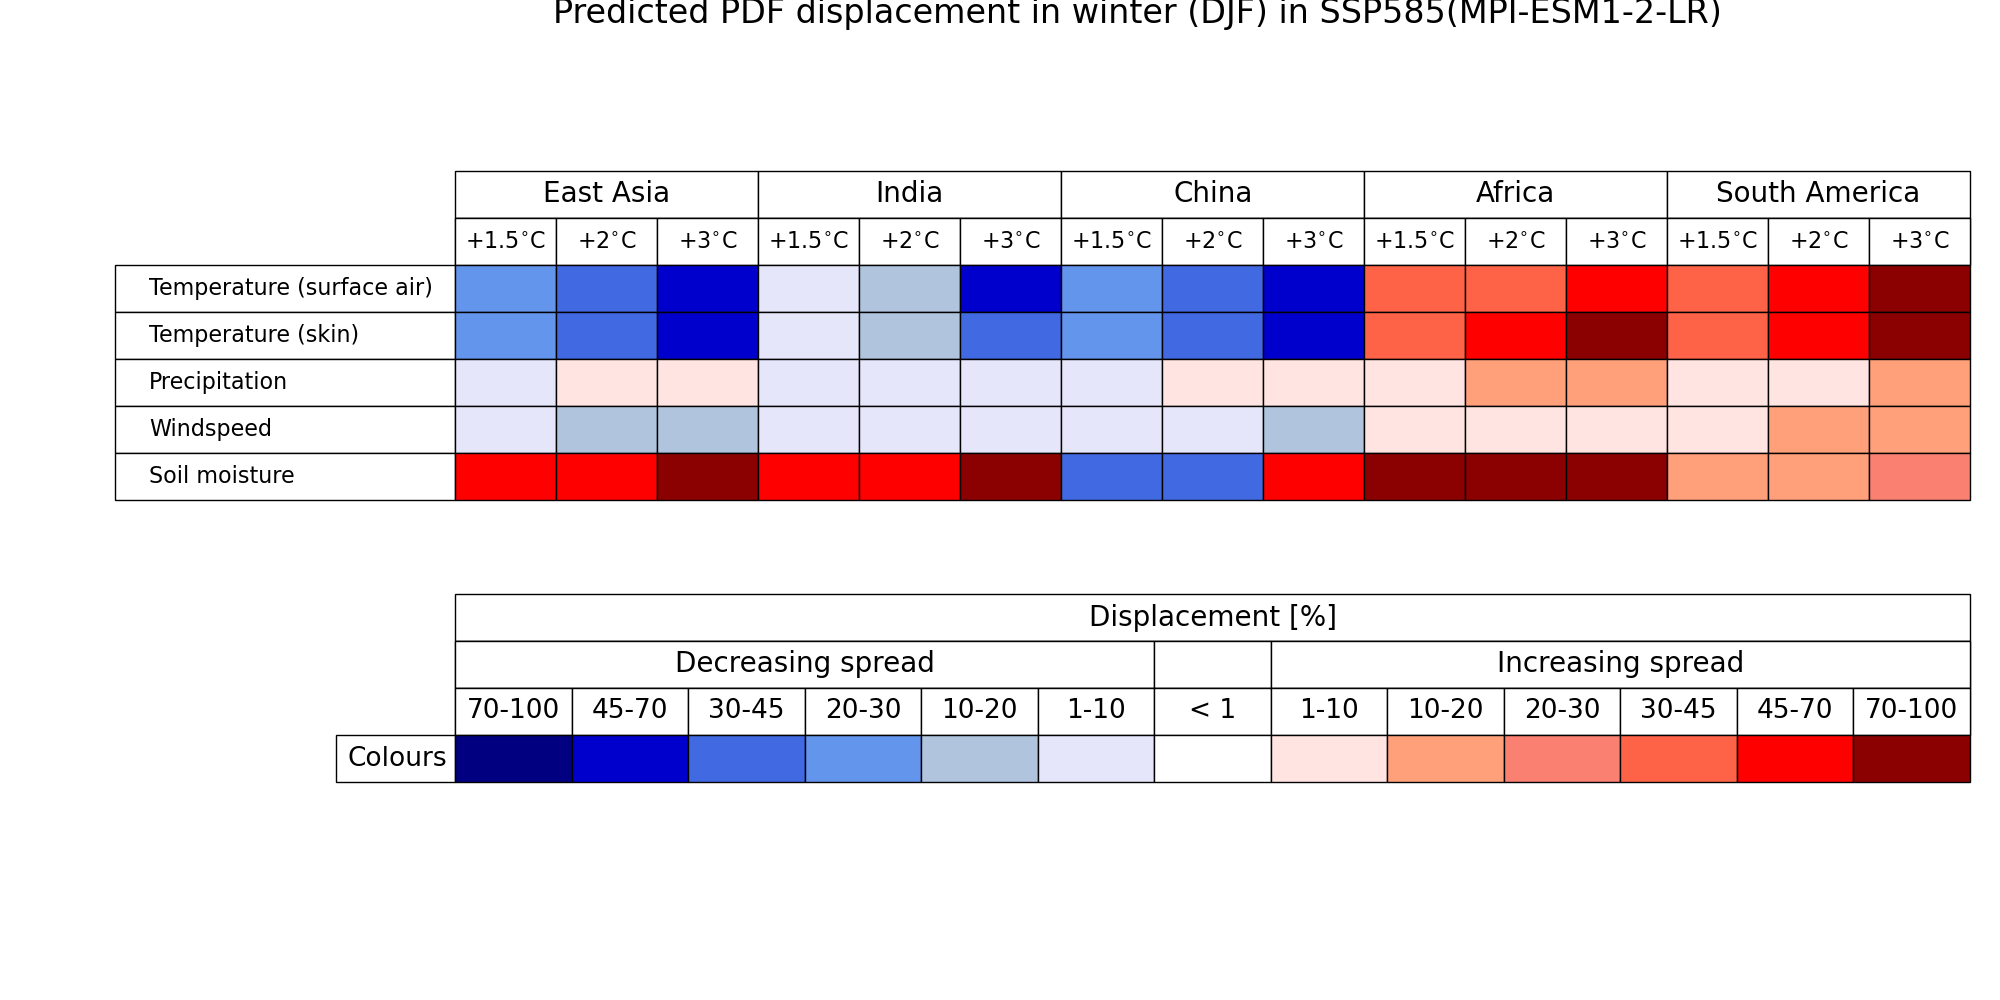 Predicted PDF displacement in winter (DJF) in SSP585(MPI-ESM1-2-LR)
East Asia India China Africa South America
+1.5°C +2°C +3°C +1.5°C +2°C +3°C +1.5°C +2°C +3°C +1.5°C +2°C +3°C +1.5°C +2°C +3°C
Temperature (surface air)
Temperature (skin)
Precipitation
Windspeed
Soil moisture
Displacement [%]
Decreasing spread Increasing spread
70-100 45-70 30-45 20-30 10-20 1-10 < 1 1-10 10-20 20-30 30-45 45-70 70-100
Colours